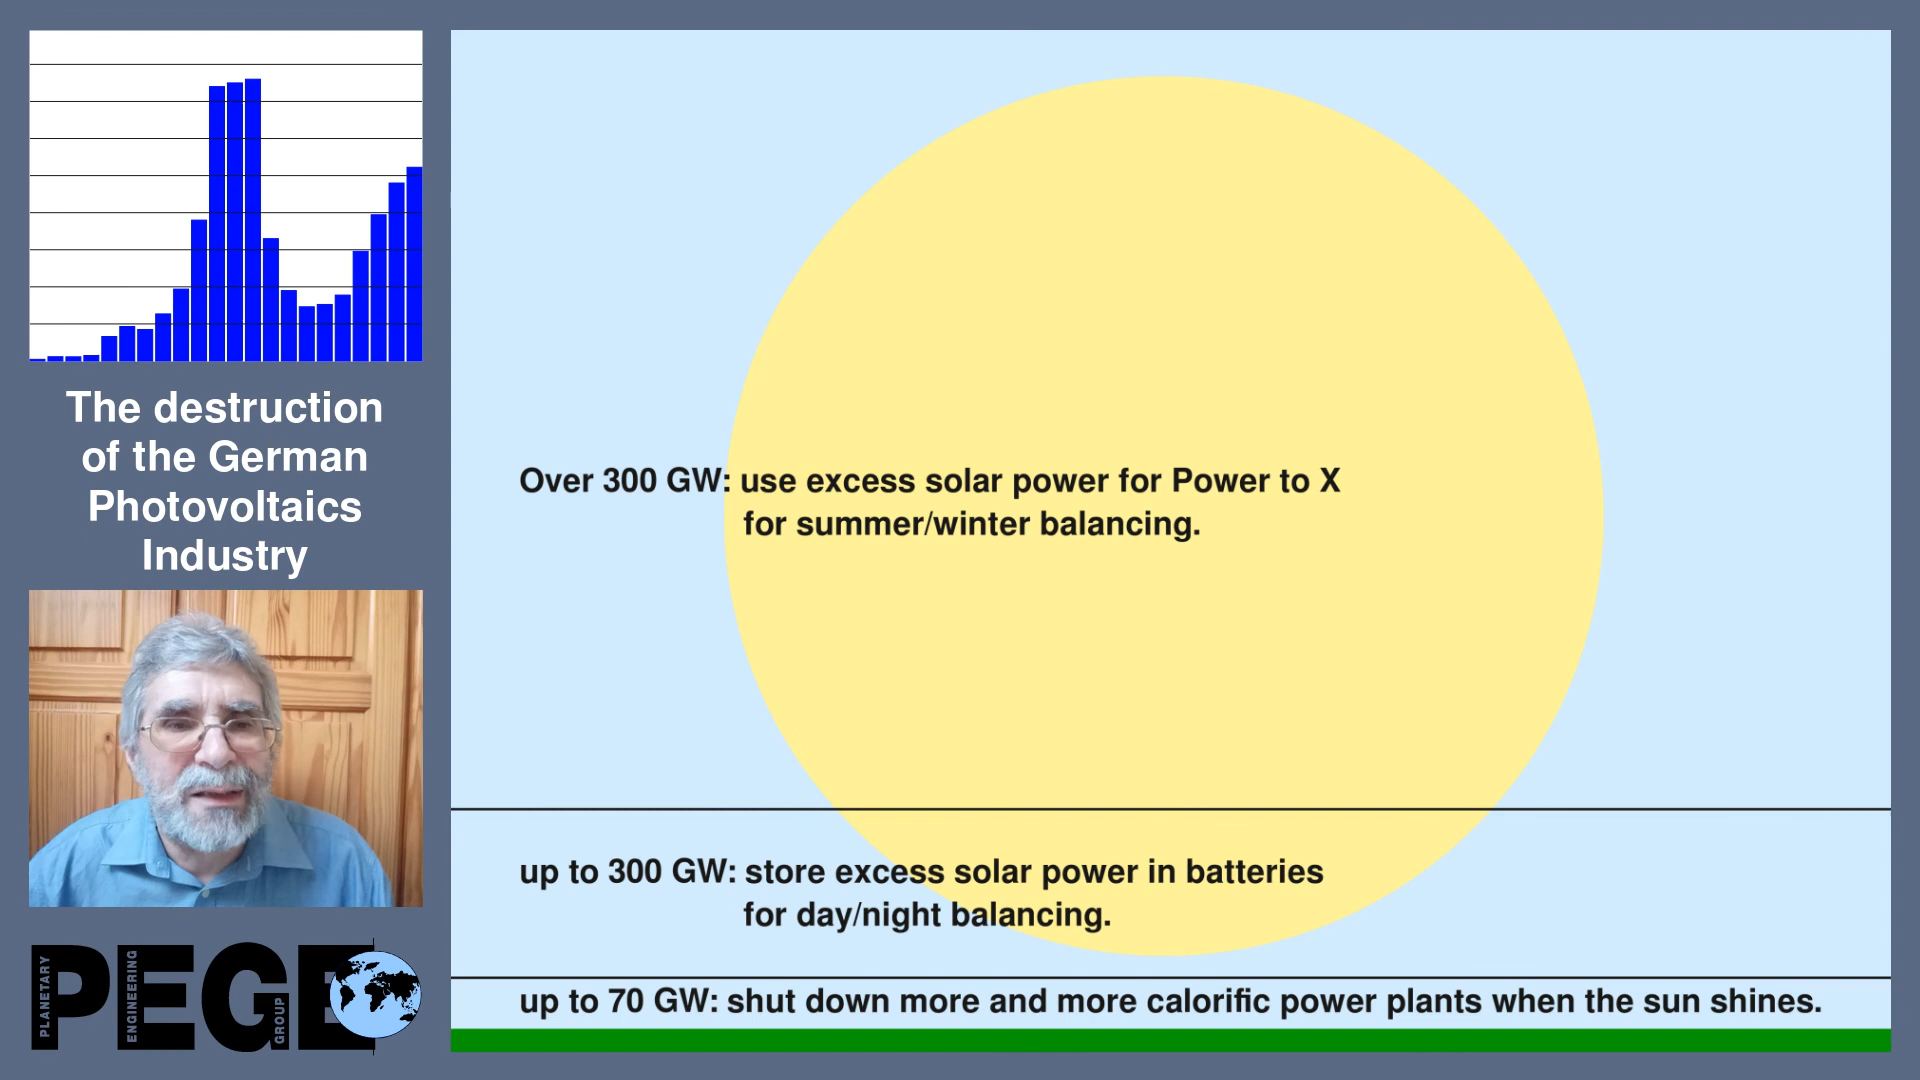 The destruction
of the German
Photovoltaics
Industry
PEGE
PLANETARY
ENGINEERING
GROUP
Over 300 GW: use excess solar power for Power to X
for summer/winter balancing.
up to 300 GW: store excess solar power in batteries
for day/night balancing.
up to 70 GW: shut down more and more calorific power plants when the sun shines.